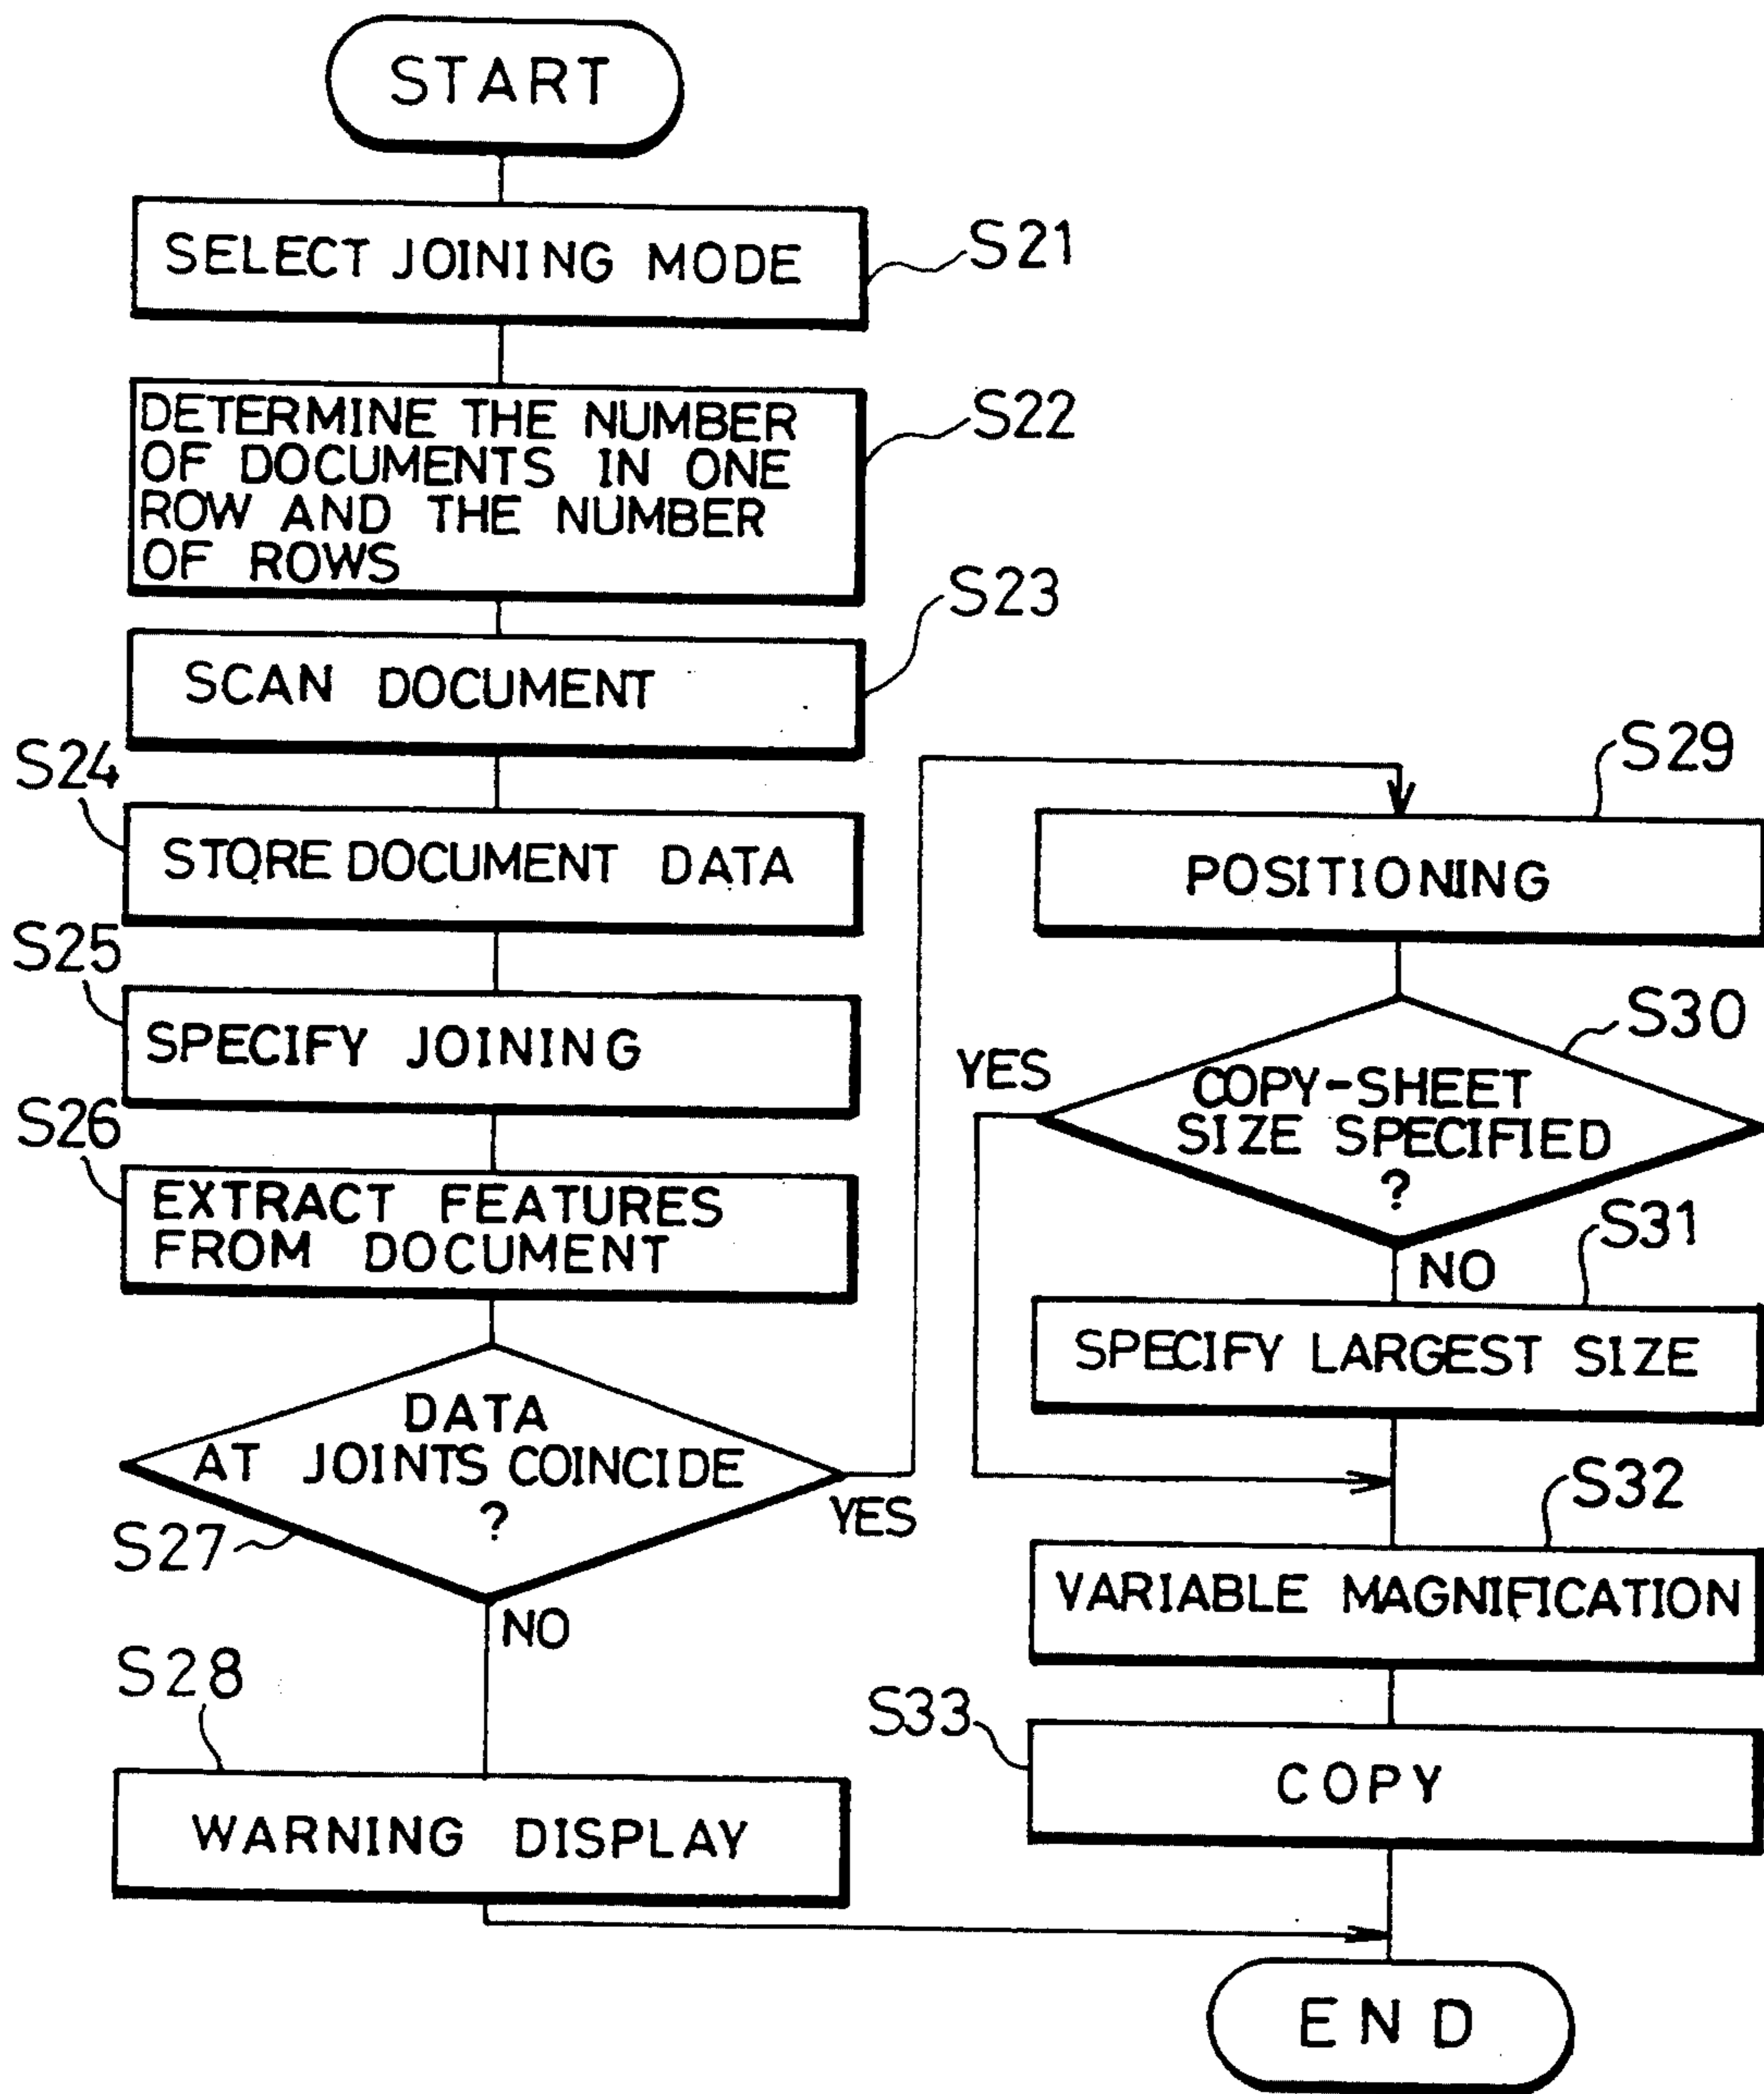 START
SELECT JOINING MODE
S21
DETERMINE THE NUMBER
OF DOCUMENTS IN ONE
ROW AND THE NUMBER
OF ROWS
S22
SCAN DOCUMENT
S23
S24
STORE DOCUMENT DATA
S25
SPECIFY JOINING
S26
EXTRACT FEATURES
FROM DOCUMENT
DATA
AT JOINTS COINCIDE
?
S27
YES
NO
S28
WARNING DISPLAY
S29
POSITIONING
S30
YES
COPY-SHEET
SIZE SPECIFIED
?
NO
S31
SPECIFY LARGEST SIZE
S32
VARIABLE MAGNIFICATION
S33
COPY
END